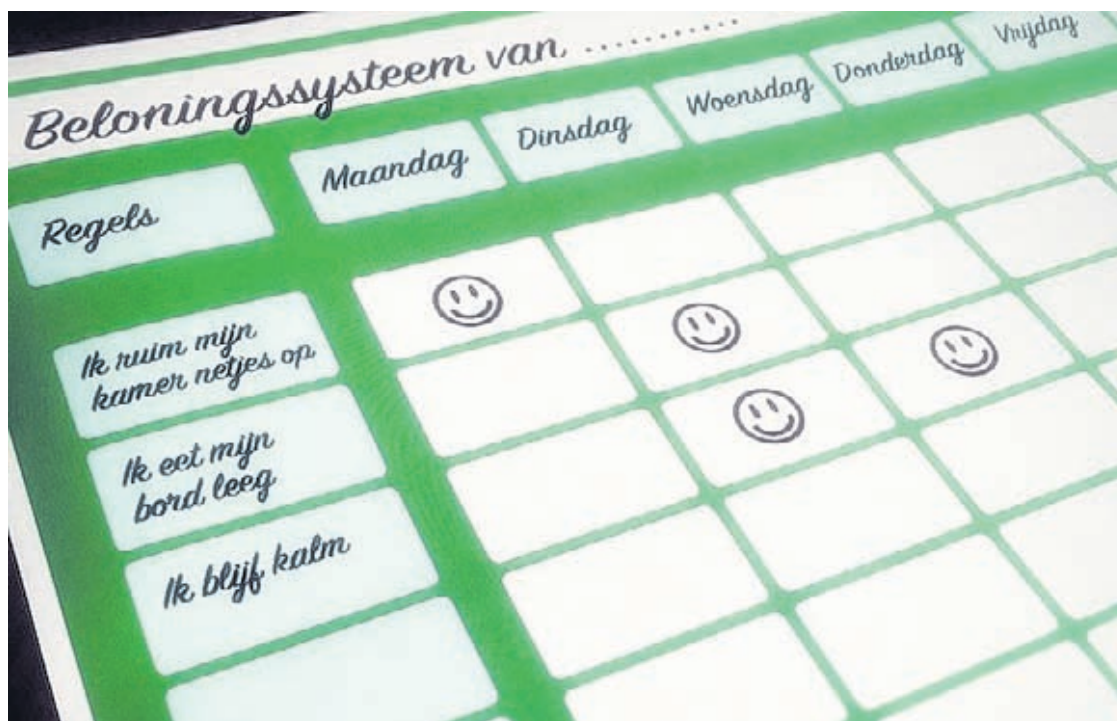 Beloningssysteem van ...........
Regels
Maandag
Dinsdag
Woensdag
Donderdag
Vrijdag
Ik ruim mijn
kamer netjes op
Ik eet mijn
bord leeg
Ik blijf kalm